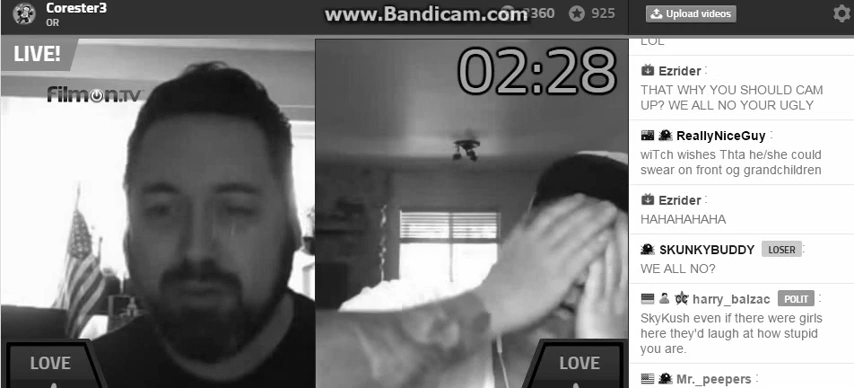 Corester3
OR
www.Bandicam.com
2360
925
Upload videos
LIVE!
02:28
FilmOn.TV
LOL
Ezrider :
THAT WHY YOU SHOULD CAM
UP? WE ALL NO YOUR UGLY
ReallyNiceGuy :
wiTch wishes Thta he/she could
swear on front og grandchildren
Ezrider :
HAHAHAHAHA
SKUNKYBUDDY LOSER :
WE ALL NO?
harry_balzac POLIT :
SkyKush even if there were girls
here they'd laugh at how stupid
you are.
Mr._peepers :
LOVE
LOVE